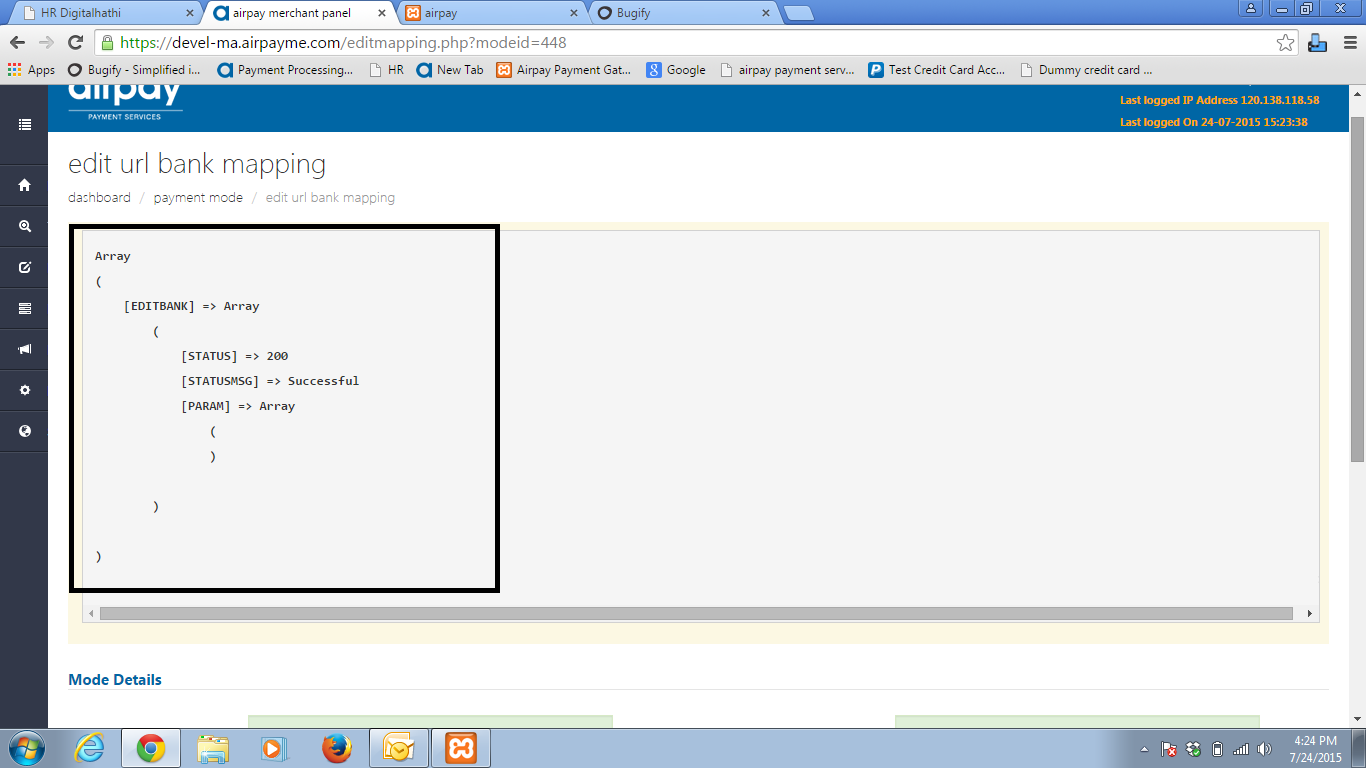 HR Digitalhathi
airpay merchant panel
airpay
Bugify
https://devel-ma.airpayme.com/editmapping.php?modeid=448
Apps
Bugify - Simplified i...
Payment Processing...
HR
New Tab
Airpay Payment Gat...
Google
airpay payment serv...
Test Credit Card Acc...
Dummy credit card ...
airpay
PAYMENT SERVICES
Last logged IP Address 120.138.118.58
Last logged On 24-07-2015 15:23:38
edit url bank mapping
dashboard / payment mode / edit url bank mapping
Array
(
[EDITBANK] => Array
(
[STATUS] => 200
[STATUSMSG] => Successful
[PARAM] => Array
(
)
)
)
Mode Details
4:24 PM
7/24/2015